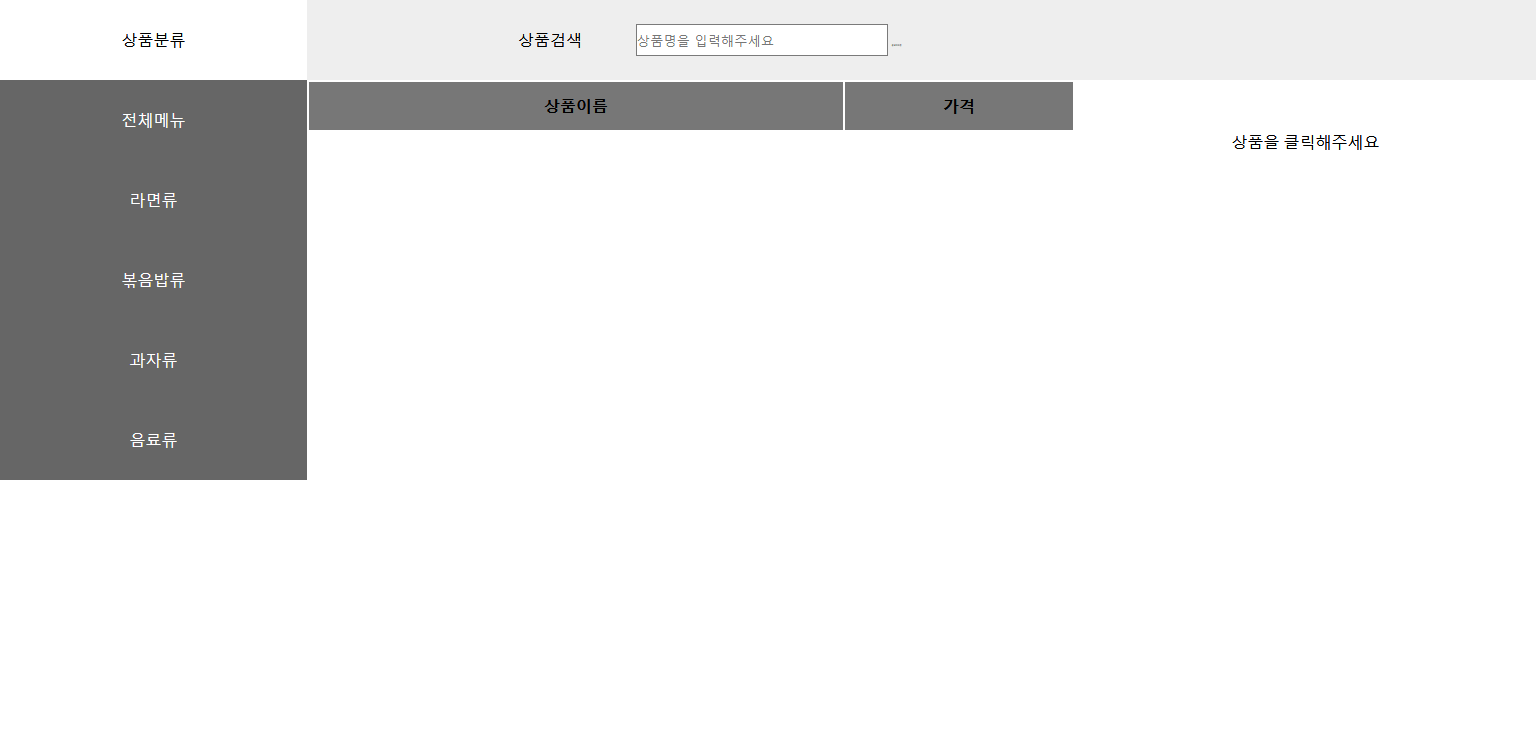 상품분류
상품검색
상품명을 입력해주세요
전체메뉴
라면류
볶음밥류
과자류
음료류
상품이름
가격
상품을 클릭해주세요